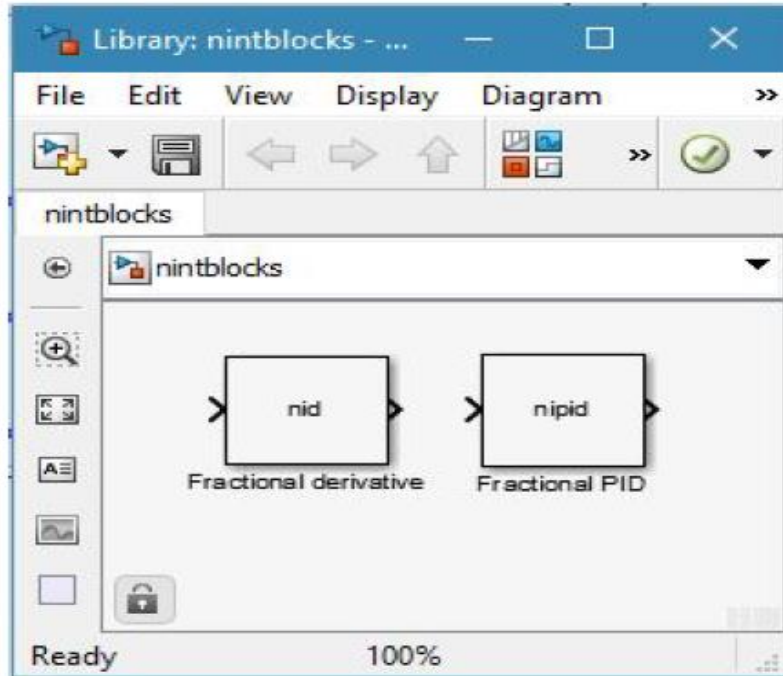 Library: nintblocks - ...
File Edit View Display Diagram »
»
nintblocks
nintblocks
nid nipid
Fractional derivative Fractional PID
A
Ready 100%